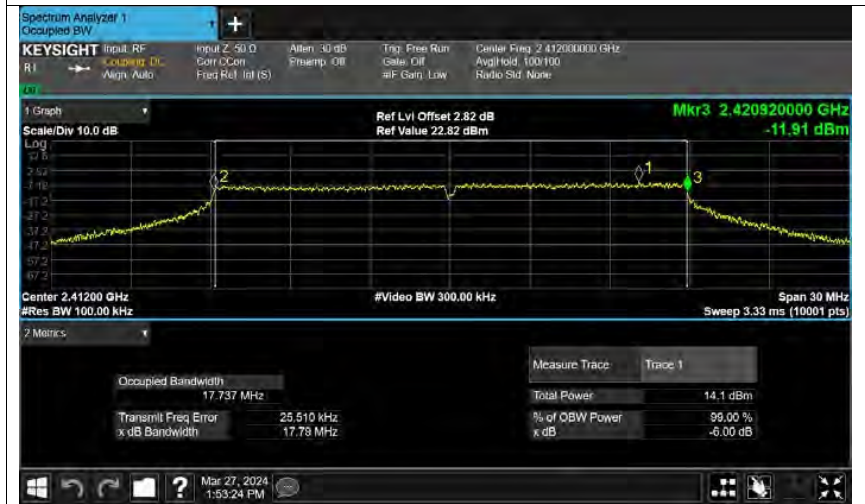 Spectrum Analyzer 1
Occupied BW
+
KEYSIGHT Input: RF Input Z: 50 Ω Atten: 30 dB Trig: Free Run Center Freq: 2.412000000 GHz
Coupling: DC Corr CCorr Preamp: Off Gate: Off Avg|Hold: 100/100
Align: Auto Freq Ref: Int (S) #IF Gain: Low Radio Std: None
1 Graph
Ref Lvl Offset 2.82 dB
Mkr3 2.420920000 GHz
Scale/Div 10.0 dB
Ref Value 22.82 dBm
-11.91 dBm
Log
2
1
3
Center 2.41200 GHz #Video BW 300.00 kHz Span 30 MHz
#Res BW 100.00 kHz Sweep 3.33 ms (10001 pts)
2 Metrics
Measure Trace Trace 1
Occupied Bandwidth
17.737 MHz
Total Power 14.1 dBm
Transmit Freq Error 25.510 kHz % of OBW Power 99.00 %
x dB Bandwidth 17.79 MHz x dB -6.00 dB
?
Mar 27, 2024
1:53:24 PM